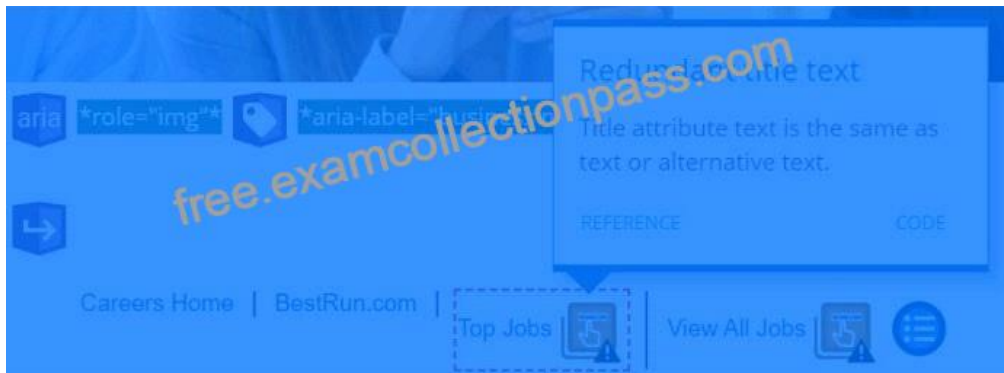 Redundant title text
aria *role="img"* *aria-label="busin
Title attribute text is the same as
text or alternative text.
free.examcollectionpass.com
REFERENCE CODE
Careers Home | BestRun.com | Top Jobs | View All Jobs